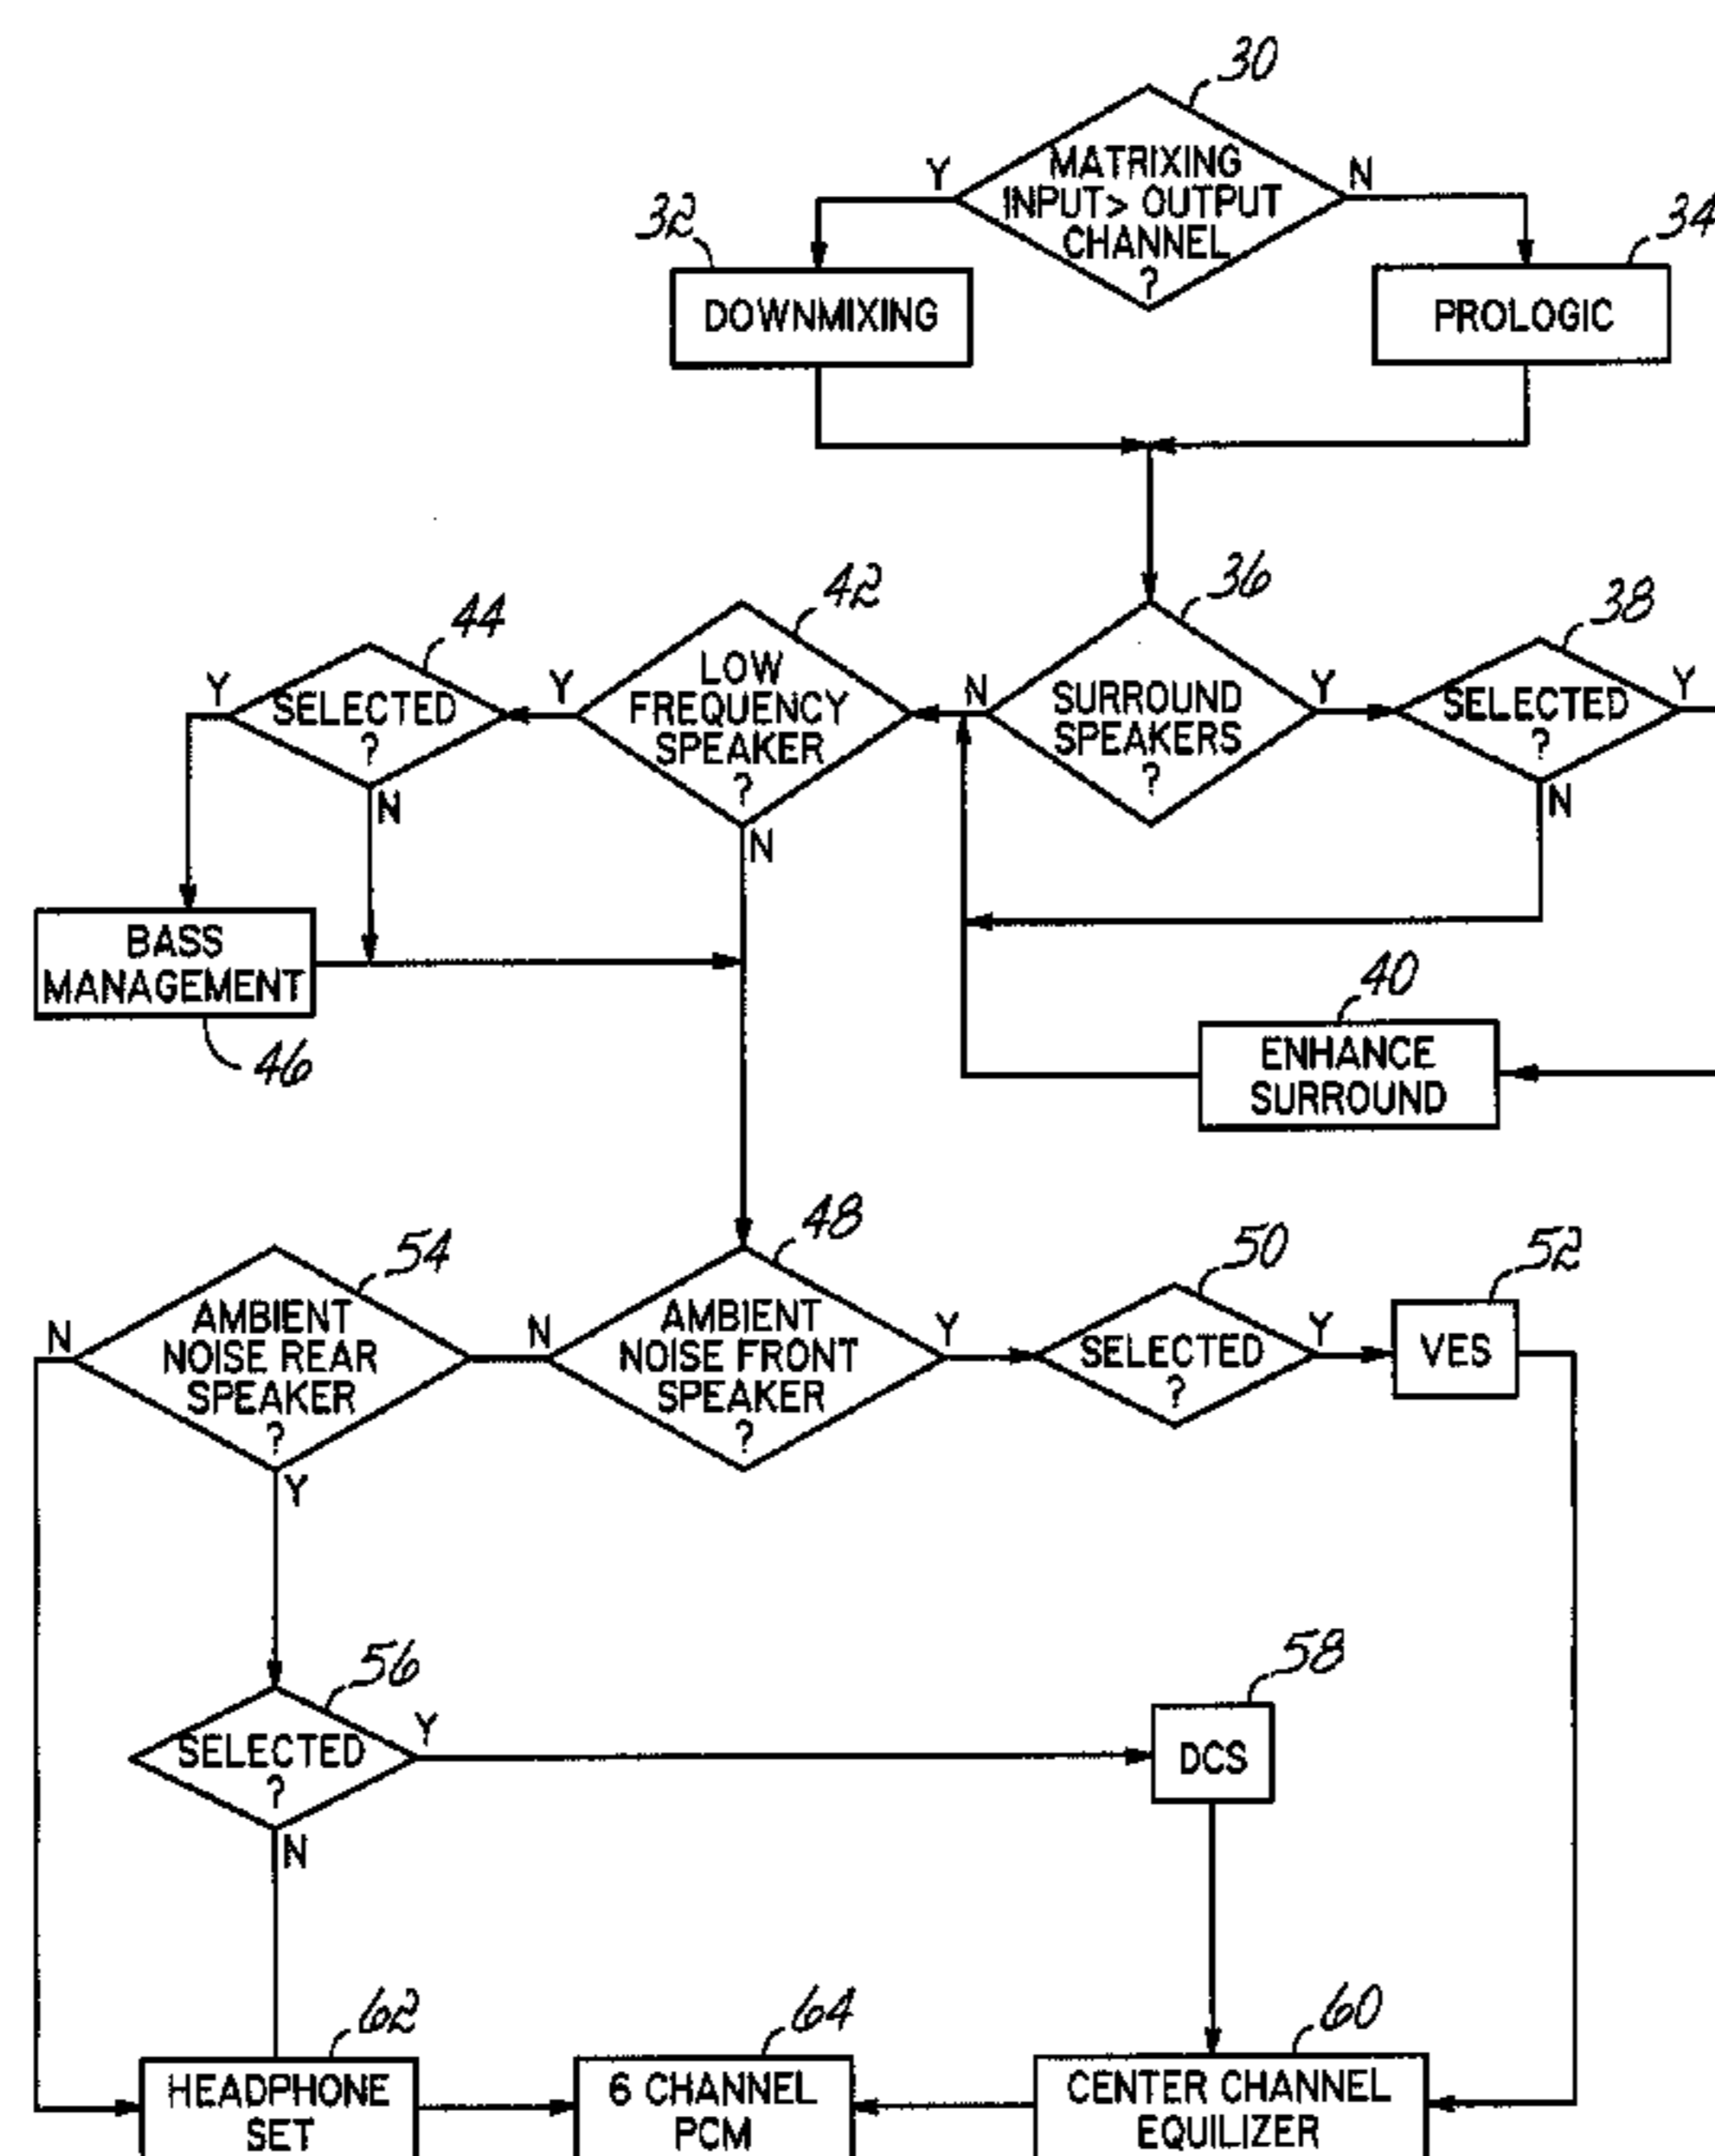 30
MATRIXING
INPUT> OUTPUT
CHANNEL
?
Y
N
32
DOWNMIXING
34
PROLOGIC
36
SURROUND
SPEAKERS
?
N
Y
38
SELECTED
?
Y
N
42
LOW
FREQUENCY
SPEAKER
?
Y
N
44
SELECTED
?
Y
N
BASS
MANAGEMENT
46
40
ENHANCE
SURROUND
48
AMBIENT
NOISE FRONT
SPEAKER
?
N
Y
50
SELECTED
?
Y
52
VES
54
AMBIENT
NOISE REAR
SPEAKER
?
N
Y
56
SELECTED
?
Y
N
58
DCS
62
HEADPHONE
SET
64
6 CHANNEL
PCM
60
CENTER CHANNEL
EQUILIZER